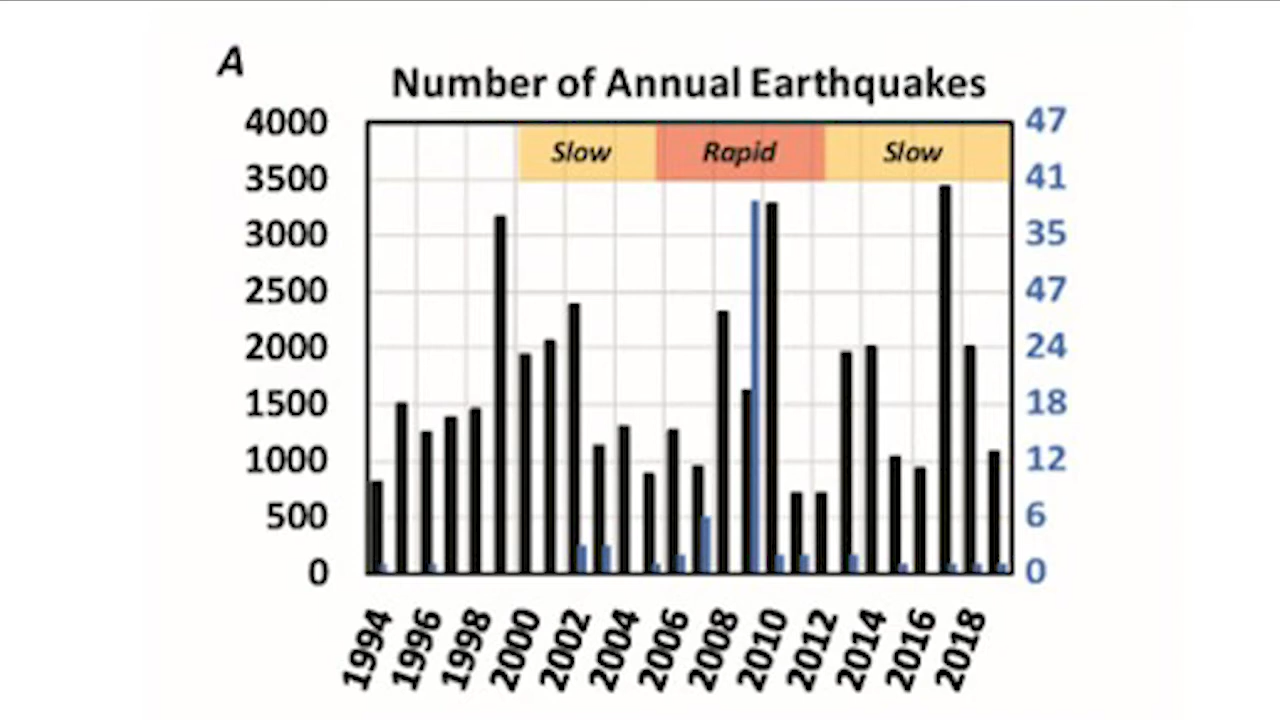 A
Number of Annual Earthquakes
4000 47
Slow Rapid Slow
3500 41
3000 35
2500 47
2000 24
1500 18
1000 12
500 6
0 0
1994 1996 1998 2000 2002 2004 2006 2008 2010 2012 2014 2016 2018